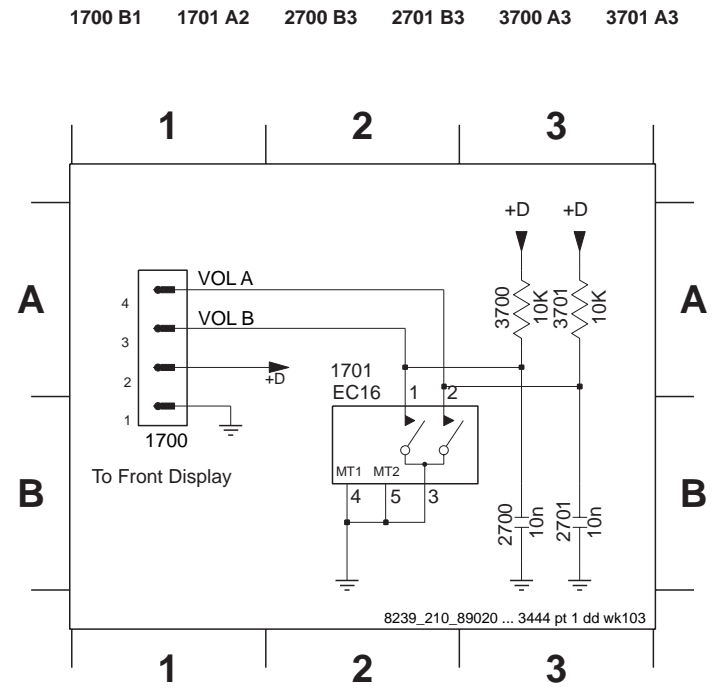 1700 B1 1701 A2 2700 B3 2701 B3 3700 A3 3701 A3
1 2 3
+D +D
A A
VOL A
4
3700 10K 3701 10K
VOL B
3
1701
+D
2
EC16 1 2
1
1700
To Front Display
MT1 MT2
B B
4 5 3
2700 10n 2701 10n
8239_210_89020 ... 3444 pt 1 dd wk103
1 2 3